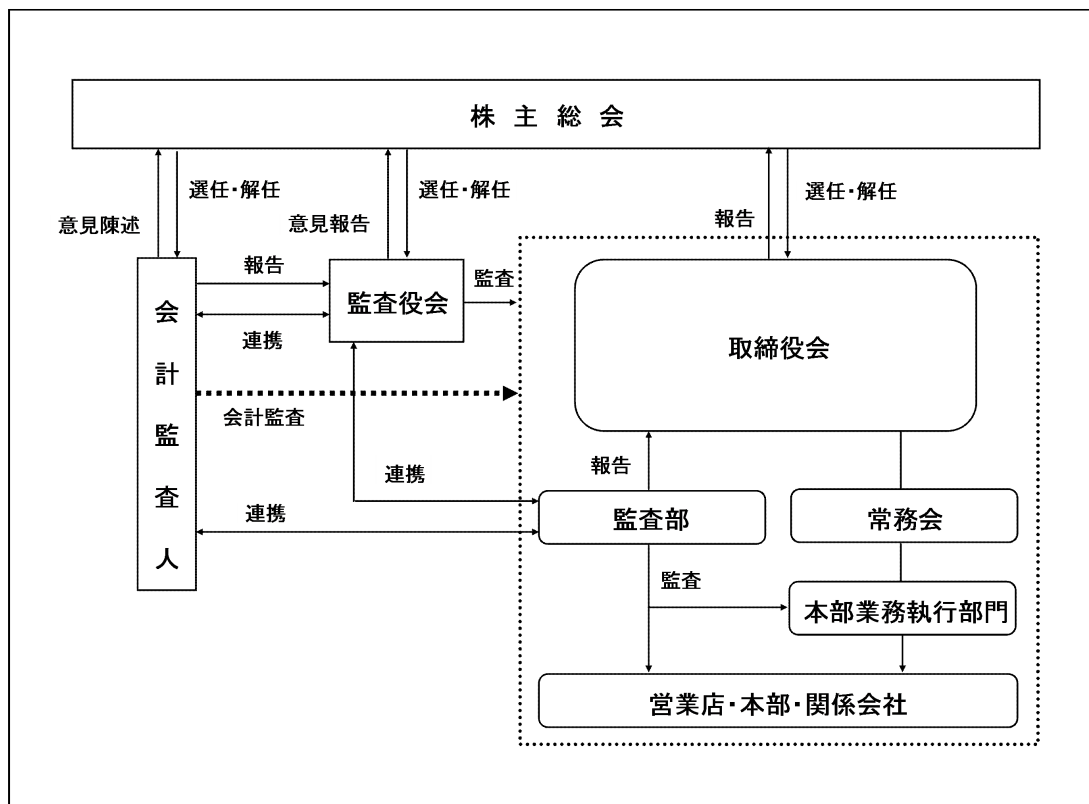 株主総会
選任・解任
選任・解任
選任・解任
意見陳述
意見報告
報告
報告
監査
会計監査人
監査役会
取締役会
連携
会計監査
報告
連携
連携
監査部
常務会
監査
本部業務執行部門
営業店・本部・関係会社